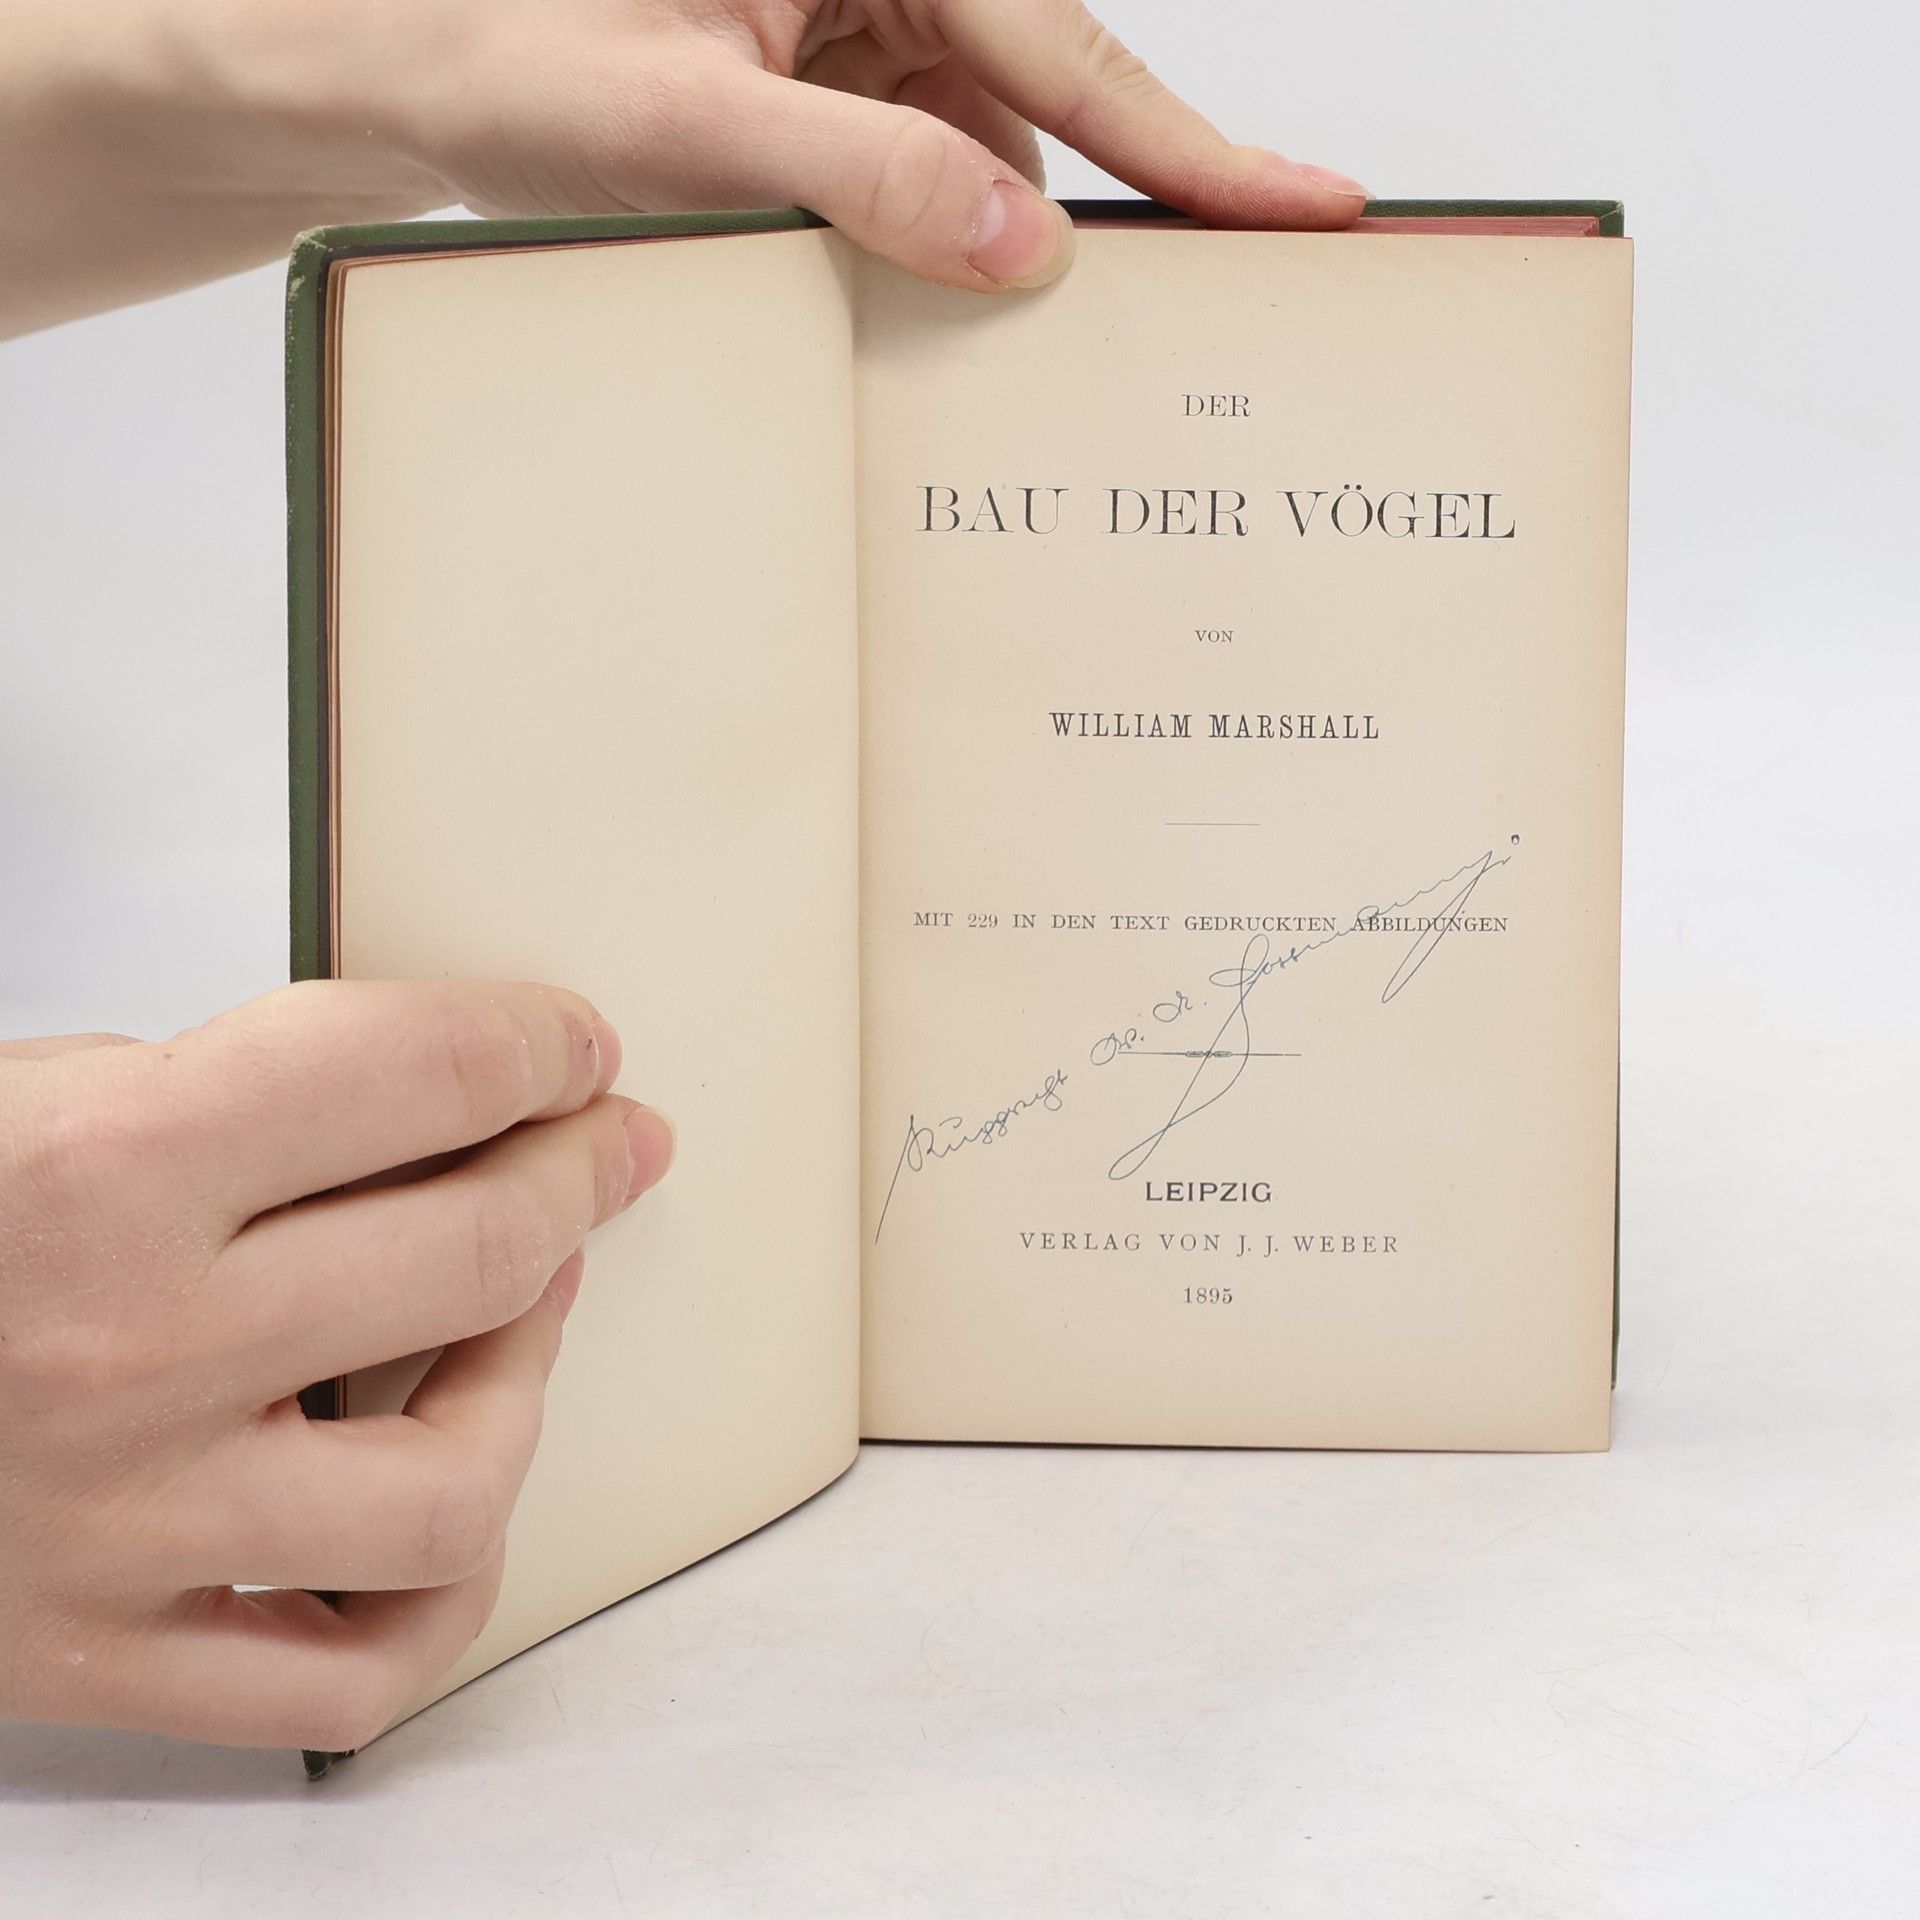 DER
BAU DER VÖGEL
VON
WILLIAM MARSHALL
MIT 229 IN DEN TEXT GEDRUCKTEN ABBILDUNGEN
LEIPZIG
VERLAG VON J. J. WEBER
1895